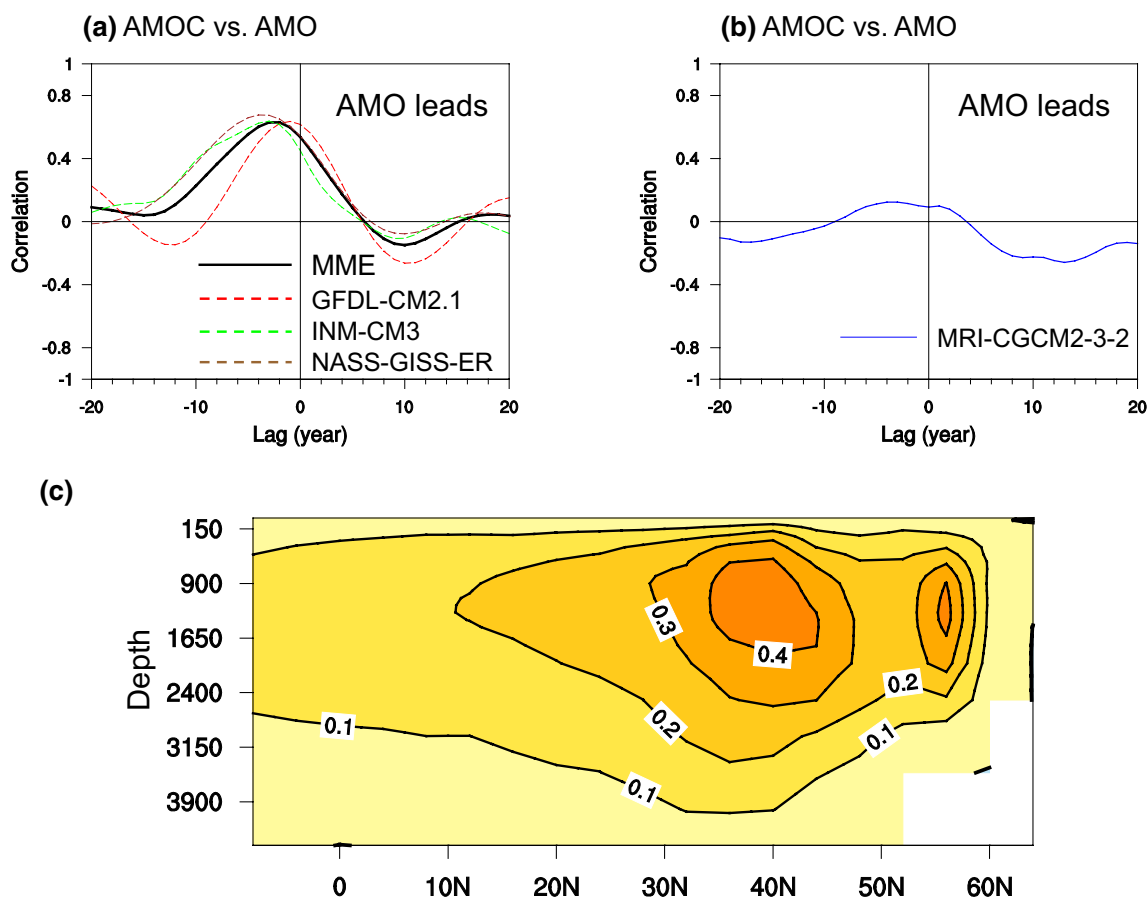 (a) AMOC vs. AMO
1
0.8
0.4
0
-0.4
-0.8
-1
Correlation
AMO leads
MME
GFDL-CM2.1
INM-CM3
NASS-GISS-ER
-20 -10 0 10 20
Lag (year)
(b) AMOC vs. AMO
1
0.8
0.4
0
-0.4
-0.8
-1
Correlation
AMO leads
MRI-CGCM2-3-2
-20 -10 0 10 20
Lag (year)
(c)
150
900
1650
2400
3150
3900
Depth
0.3
0.4
0.2
0.2
0.1
0.1
0.1
0 10N 20N 30N 40N 50N 60N